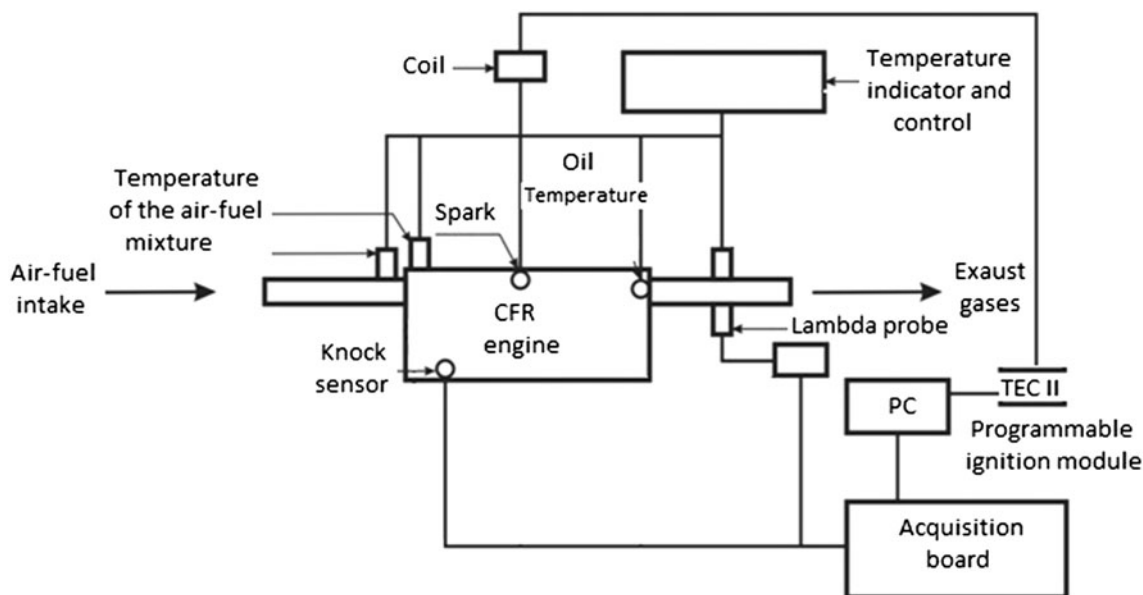 Coil
Temperature
indicator and
control
Temperature
of the air-fuel
mixture
Oil
Temperature
Spark
Air-fuel
intake
CFR
engine
Exaust
gases
Lambda probe
Knock
sensor
PC
TEC II
Programmable
ignition module
Acquisition
board